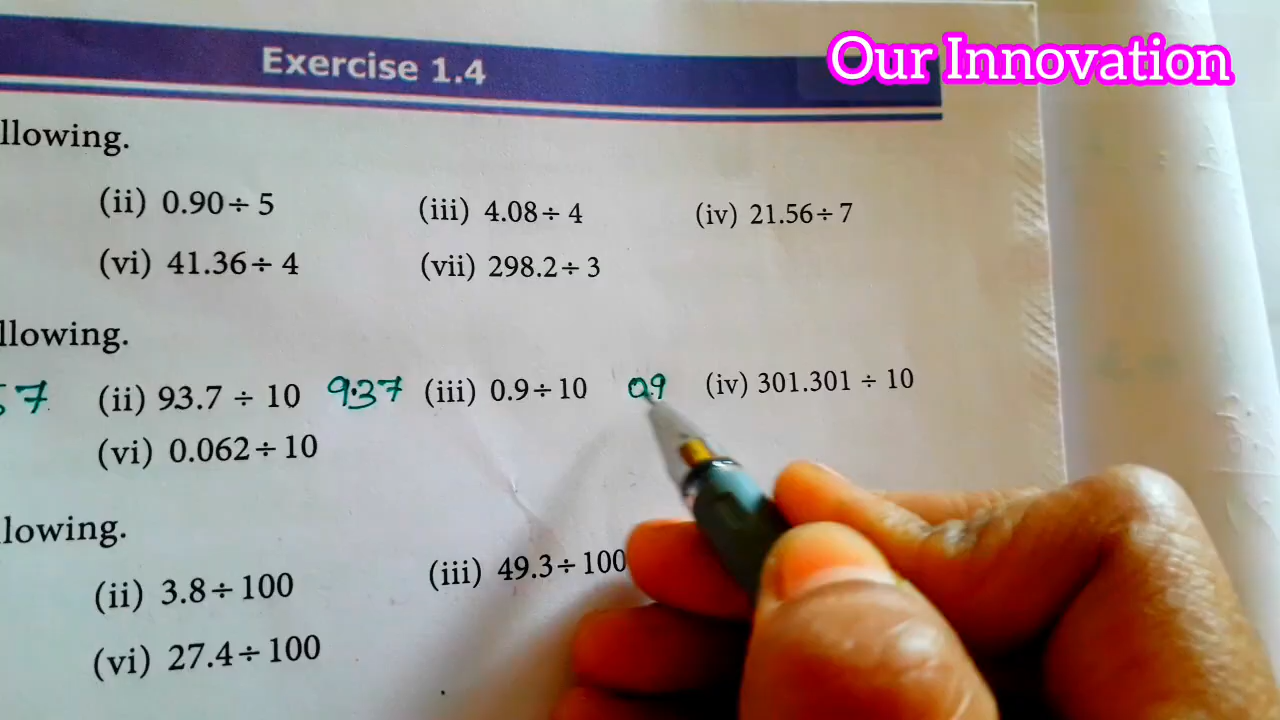 Our Innovation
Exercise 1.4
llowing.
(ii) 0.90÷ 5 (iii) 4.08÷ 4 (iv) 21.56÷ 7
(vi) 41.36÷ 4 (vii) 298.2÷ 3
llowing.
7 (ii) 93.7 ÷ 10 9.37 (iii) 0.9÷10 0.9 (iv) 301.301 ÷ 10
(vi) 0.062÷10
lowing.
(ii) 3.8÷100 (iii) 49.3÷100
(vi) 27.4÷100